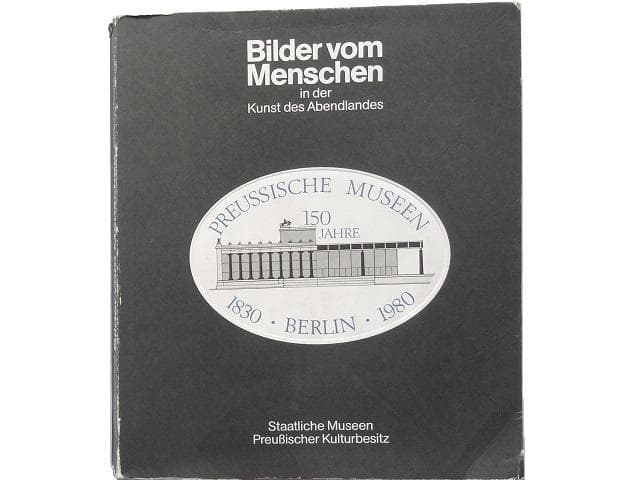 Bilder vom
Menschen
in der
Kunst des Abendlandes
PREUSSISCHE MUSEEN
150
JAHRE
1830 · BERLIN · 1980
Staatliche Museen
Preußischer Kulturbesitz